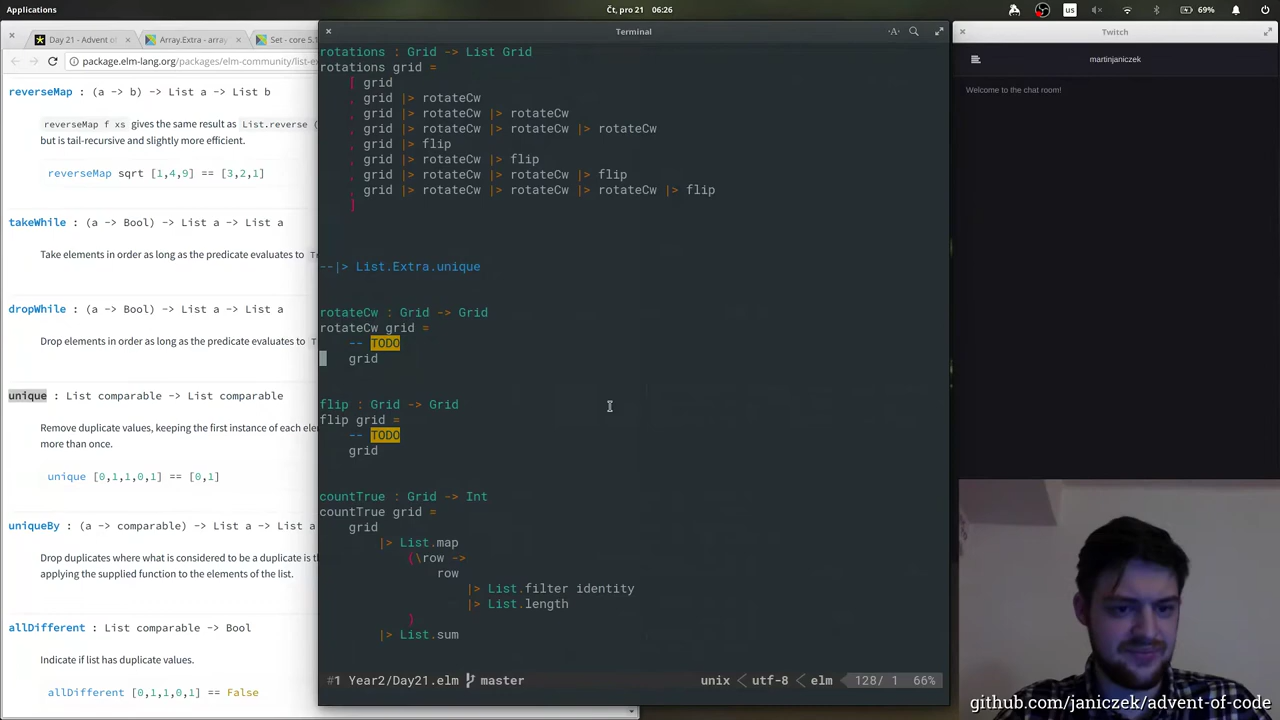 Applications
Čt, pro 21 06:26
us
69%
Day 21 - Advent o
Array.Extra - array
Set - core 5.1
package.elm-lang.org/packages/elm-community/list-e
reverseMap : (a -> b) -> List a -> List b
reverseMap f xs gives the same result as List.reverse (
but is tail-recursive and slightly more efficient.
reverseMap sqrt [1,4,9] == [3,2,1]
takeWhile : (a -> Bool) -> List a -> List a
Take elements in order as long as the predicate evaluates to
dropWhile : (a -> Bool) -> List a -> List a
Drop elements in order as long as the predicate evaluates to
unique : List comparable -> List comparable
Remove duplicate values, keeping the first instance of each ele
more than once.
unique [0,1,1,0,1] == [0,1]
uniqueBy : (a -> comparable) -> List a -> List a
Drop duplicates where what is considered to be a duplicate is th
applying the supplied function to the elements of the list.
allDifferent : List comparable -> Bool
Indicate if list has duplicate values.
allDifferent [0,1,1,0,1] == False
Terminal
rotations : Grid -> List Grid
rotations grid =
[ grid
, grid |> rotateCw
, grid |> rotateCw |> rotateCw
, grid |> rotateCw |> rotateCw |> rotateCw
, grid |> flip
, grid |> rotateCw |> flip
, grid |> rotateCw |> rotateCw |> flip
, grid |> rotateCw |> rotateCw |> rotateCw |> flip
]
--|> List.Extra.unique
rotateCw : Grid -> Grid
rotateCw grid =
-- TODO
grid
flip : Grid -> Grid
flip grid =
-- TODO
grid
countTrue : Grid -> Int
countTrue grid =
grid
|> List.map
(\row ->
row
|> List.filter identity
|> List.length
)
|> List.sum
#1 Year2/Day21.elm master unix < utf-8 < elm 128/ 1 66%
Twitch
martinjaniczek
Welcome to the chat room!
github.com/janiczek/advent-of-code